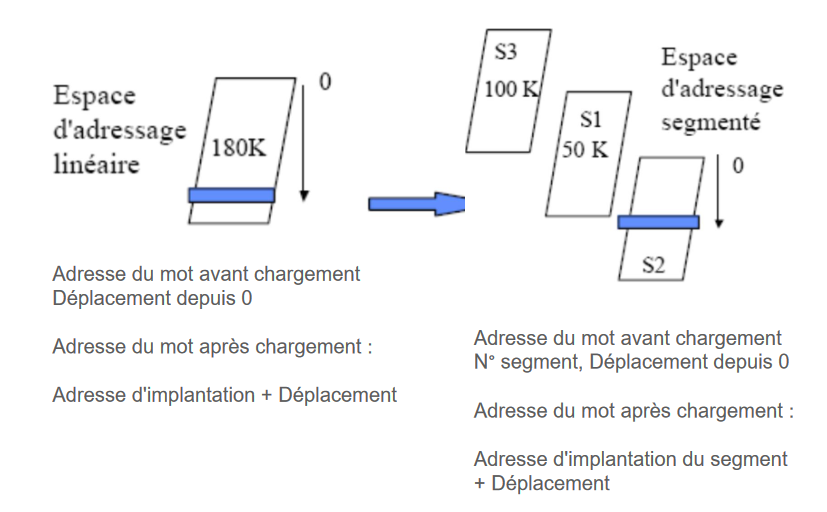 Espace
d'adressage
linéaire
180K
0
Adresse du mot avant chargement
Déplacement depuis 0
Adresse du mot après chargement :
Adresse d'implantation + Déplacement
S3
100 K
S1
50 K
Espace
d'adressage
segmenté
0
S2
Adresse du mot avant chargement
N° segment, Déplacement depuis 0
Adresse du mot après chargement :
Adresse d'implantation du segment
+ Déplacement